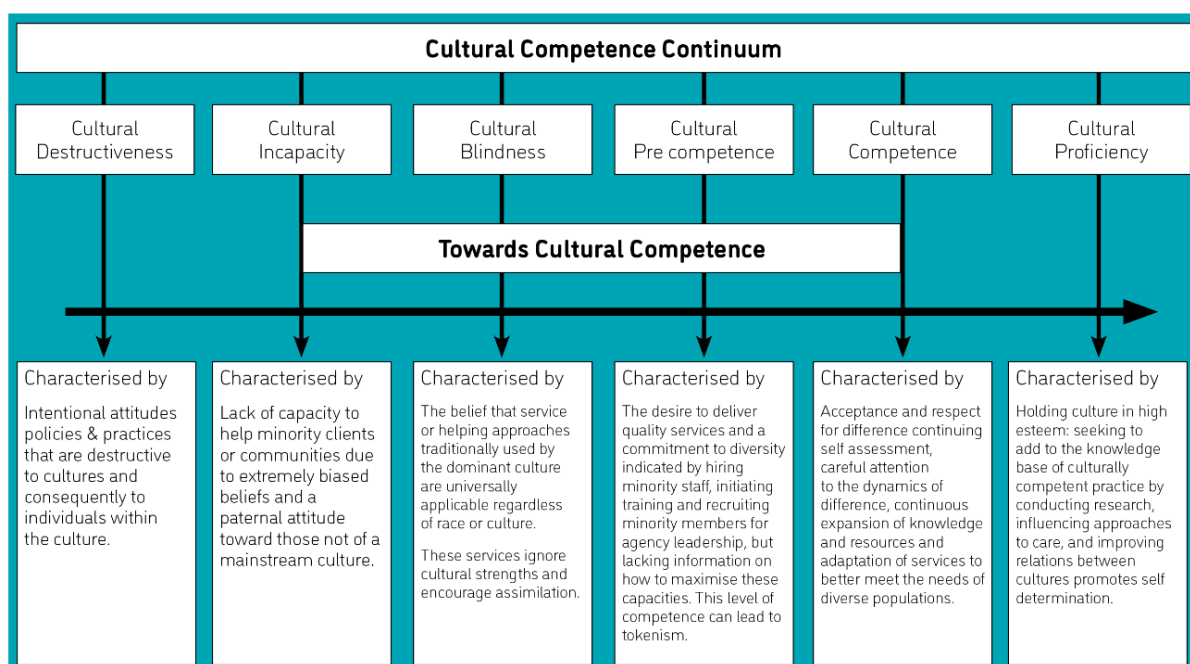 Cultural Competence Continuum
Cultural
Destructiveness
Cultural
Incapacity
Cultural
Blindness
Cultural
Pre competence
Cultural
Competence
Cultural
Proficiency
Towards Cultural Competence
Characterised by
Intentional attitudes
policies & practices
that are destructive
to cultures and
consequently to
individuals within
the culture.
Characterised by
Lack of capacity to
help minority clients
or communities due
to extremely biased
beliefs and a
paternal attitude
toward those not of a
mainstream culture.
Characterised by
The belief that service
or helping approaches
traditionally used by
the dominant culture
are universally
applicable regardless
of race or culture.
These services ignore
cultural strengths and
encourage assimilation.
Characterised by
The desire to deliver
quality services and a
commitment to diversity
indicated by hiring
minority staff, initiating
training and recruiting
minority members for
agency leadership, but
lacking information on
how to maximise these
capacities. This level of
competence can lead to
tokenism.
Characterised by
Acceptance and respect
for difference continuing
self assessment,
careful attention
to the dynamics of
difference, continuous
expansion of knowledge
and resources and
adaptation of services to
better meet the needs of
diverse populations.
Characterised by
Holding culture in high
esteem: seeking to
add to the knowledge
base of culturally
competent practice by
conducting research,
influencing approaches
to care, and improving
relations between
cultures promotes self
determination.